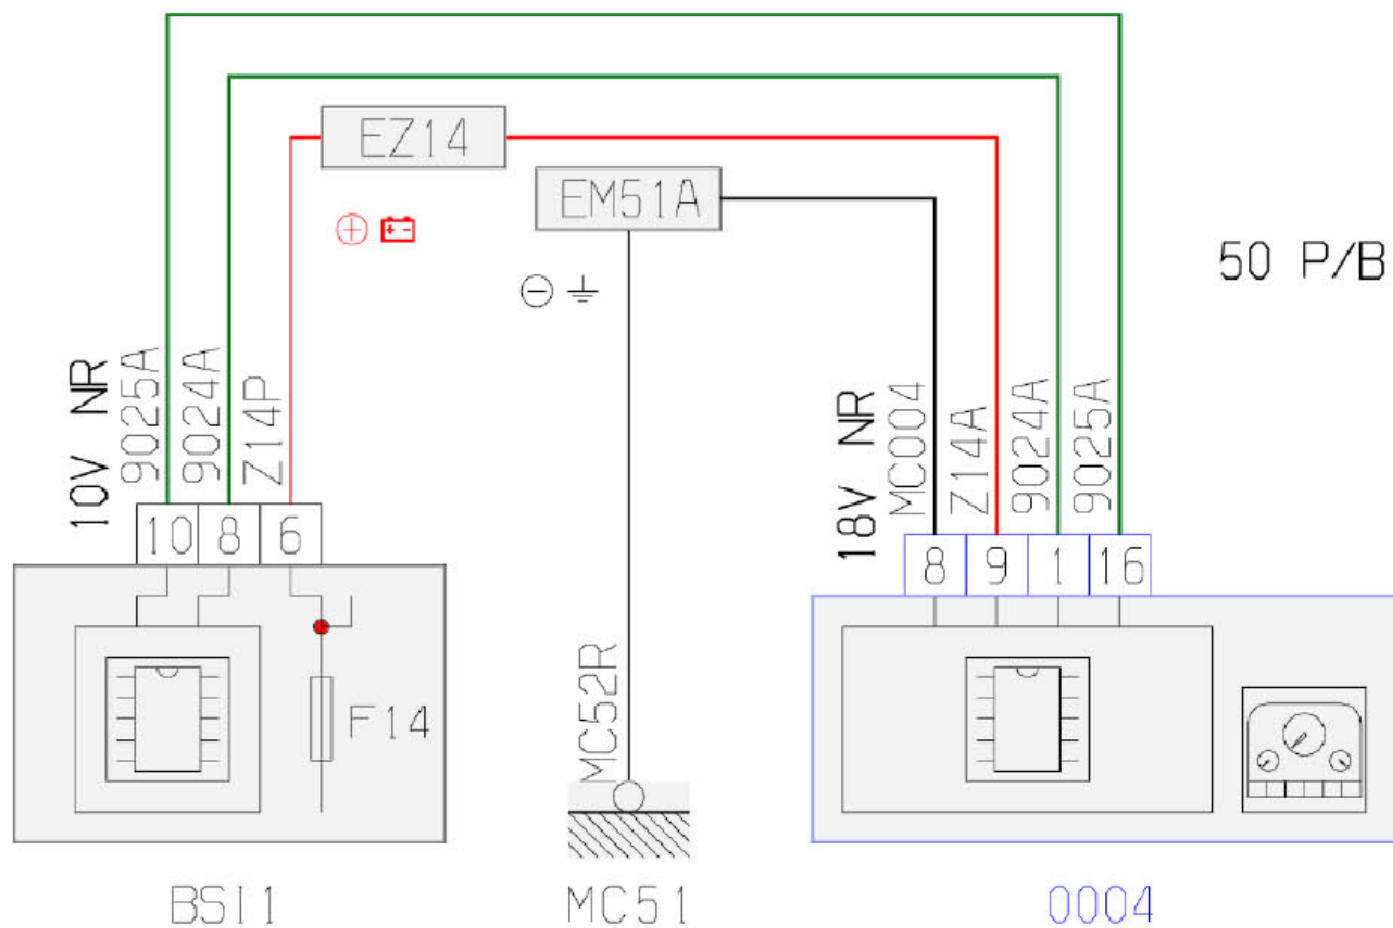 EZ14
EM51A
50 P/B
10V NR
9025A
9024A
Z14P
18V NR
MC004
Z14A
9024A
9025A
10
8
6
8
9
1
16
MC52R
F14
BSI1
MC51
0004